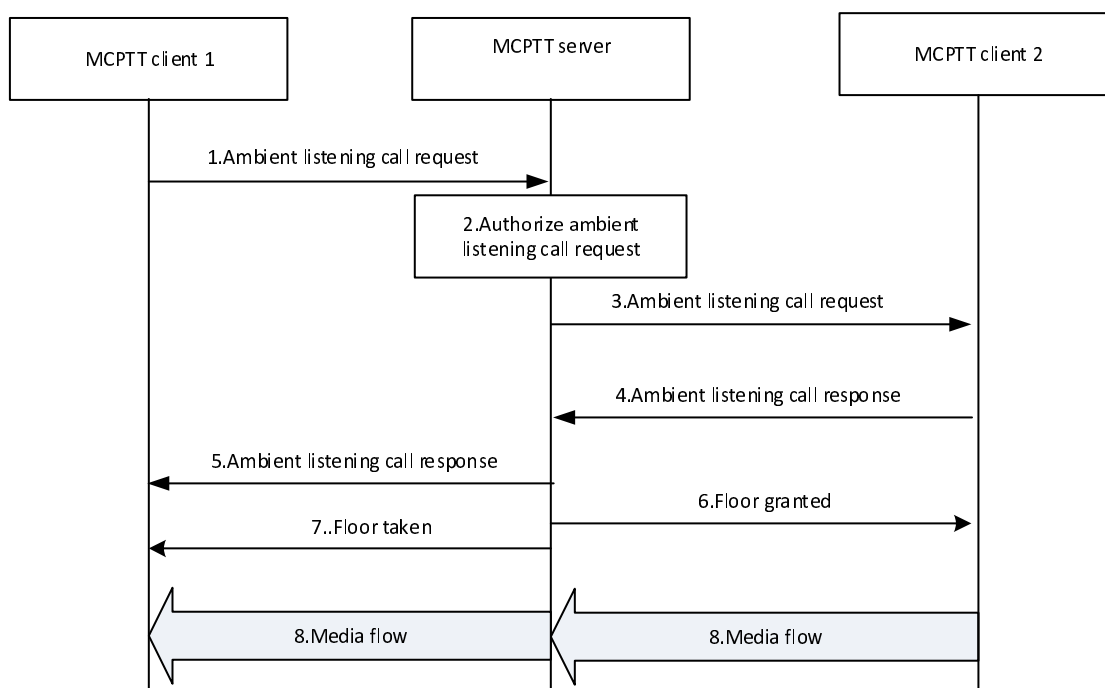 MCPTT client 1
MCPTT server
MCPTT client 2
1.Ambient listening call request
2.Authorize ambient
listening call request
3.Ambient listening call request
4.Ambient listening call response
5.Ambient listening call response
6.Floor granted
7..Floor taken
8.Media flow
8.Media flow